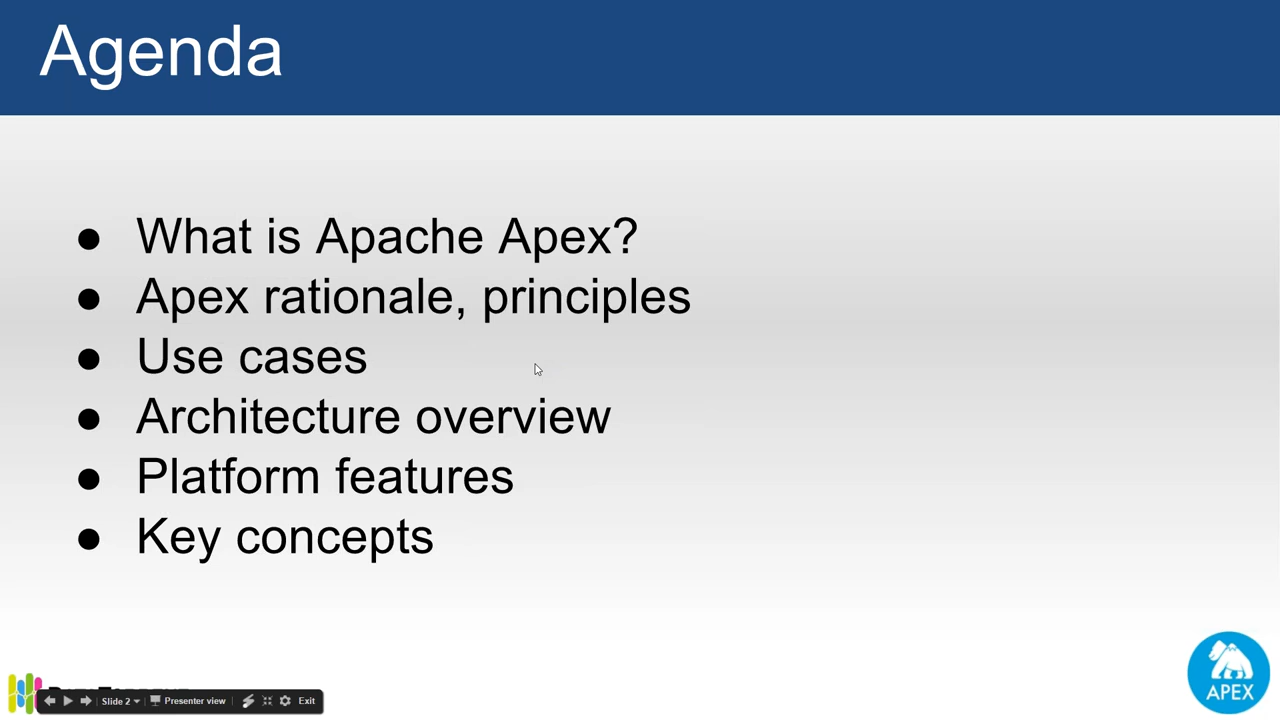 Agenda
● What is Apache Apex?
● Apex rationale, principles
● Use cases
● Architecture overview
● Platform features
● Key concepts
Slide 2
Presenter view
Exit
APEX